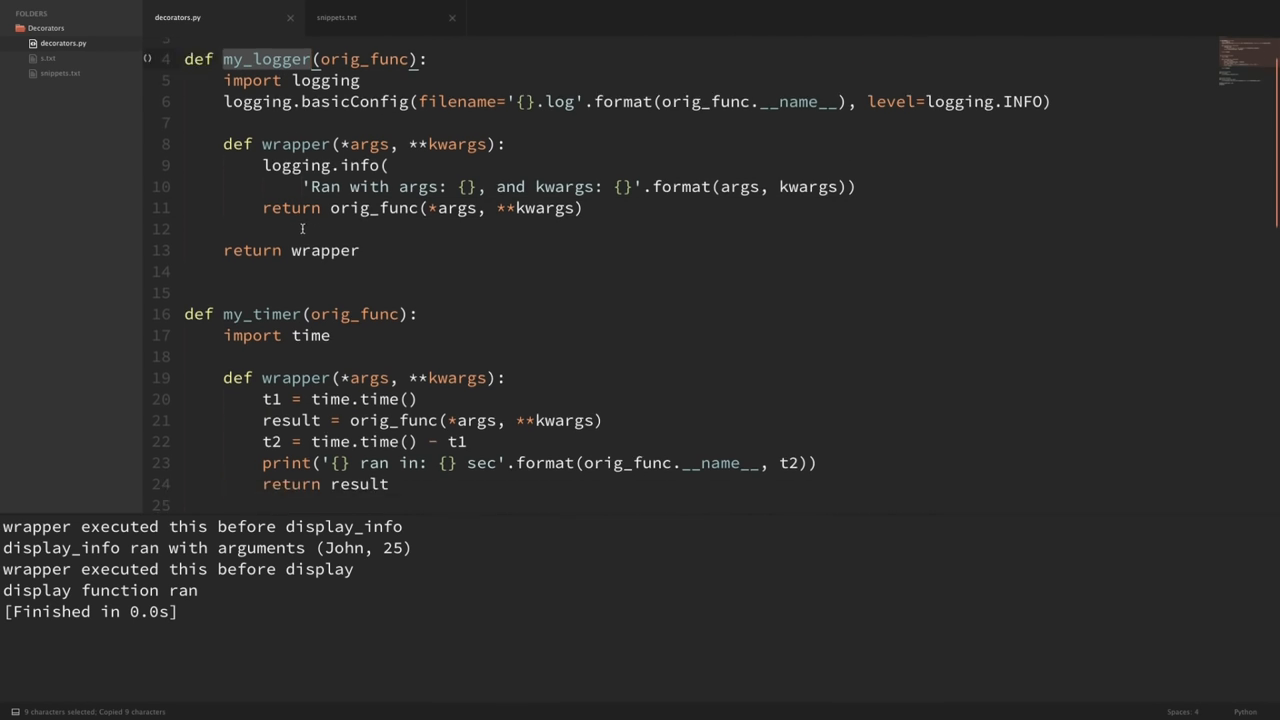 FOLDERS
Decorators
decorators.py
s.txt
snippets.txt
decorators.py
snippets.txt
3
4 def my_logger(orig_func):
5 import logging
6 logging.basicConfig(filename='{}.log'.format(orig_func.__name__), level=logging.INFO)
7
8 def wrapper(*args, **kwargs):
9 logging.info(
10 'Ran with args: {}, and kwargs: {}'.format(args, kwargs))
11 return orig_func(*args, **kwargs)
12
13 return wrapper
14
15
16 def my_timer(orig_func):
17 import time
18
19 def wrapper(*args, **kwargs):
20 t1 = time.time()
21 result = orig_func(*args, **kwargs)
22 t2 = time.time() - t1
23 print('{} ran in: {} sec'.format(orig_func.__name__, t2))
24 return result
25
wrapper executed this before display_info
display_info ran with arguments (John, 25)
wrapper executed this before display
display function ran
[Finished in 0.0s]
9 characters selected; Copied 9 characters
Spaces: 4
Python